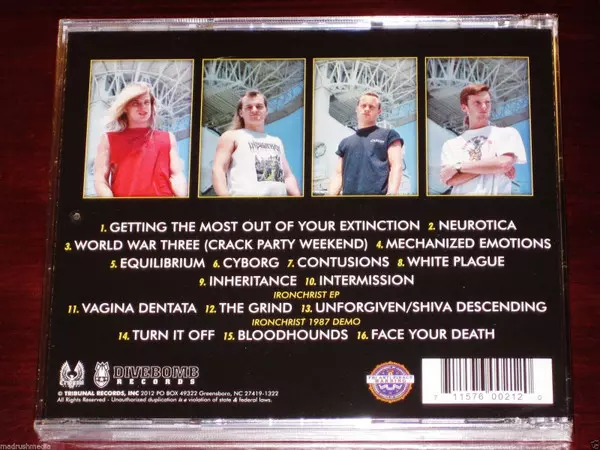 1. GETTING THE MOST OUT OF YOUR EXTINCTION 2. NEUROTICA
3. WORLD WAR THREE (CRACK PARTY WEEKEND) 4. MECHANIZED EMOTIONS
5. EQUILIBRIUM 6. CYBORG 7. CONTUSIONS 8. WHITE PLAGUE
9. INHERITANCE 10. INTERMISSION
IRONCHRIST EP
11. VAGINA DENTATA 12. THE GRIND 13. UNFORGIVEN/SHIVA DESCENDING
IRONCHRIST 1987 DEMO
14. TURN IT OFF 15. BLOODHOUNDS 16. FACE YOUR DEATH
DIVEBOMB
RECORDS
© TRIBUNAL RECORDS, INC 2012 PO BOX 49322 Greensboro, NC 27419-1322
All Rights Reserved - Unauthorized duplication is a violation of state & federal laws.
7 11576 00212 0
madrushmedia